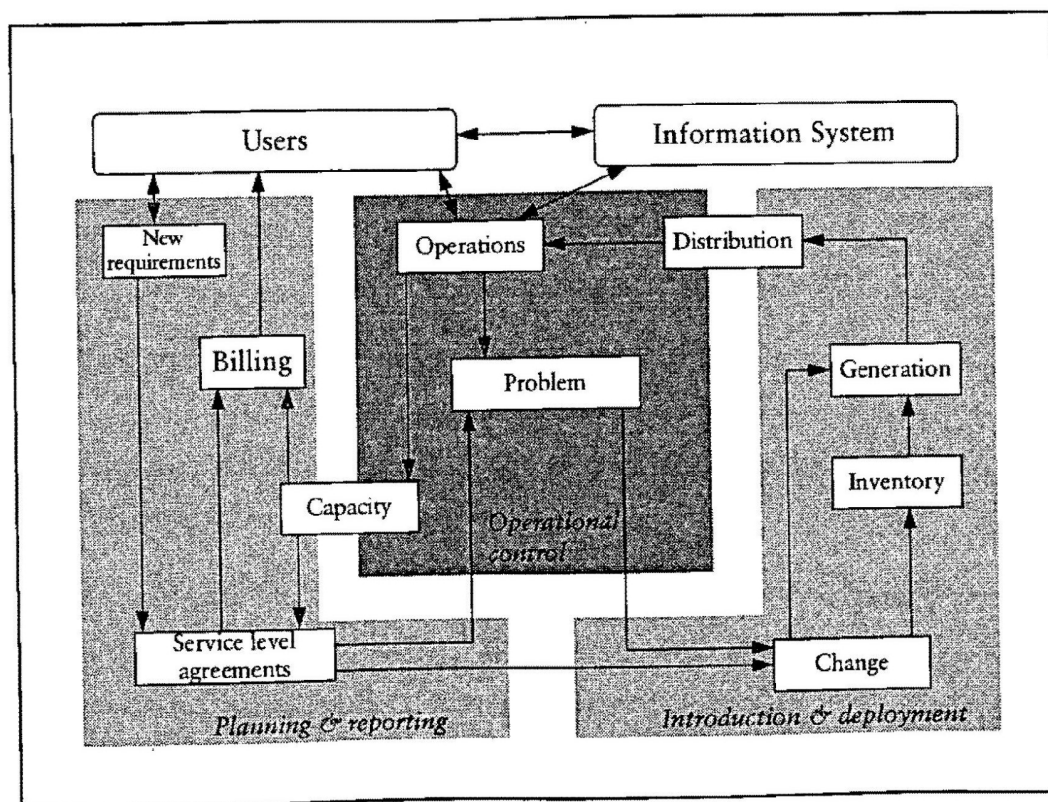 Users
Information System
New
requirements
Operations
Distribution
Billing
Problem
Generation
Capacity
Inventory
Operational
control
Service level
agreements
Change
Planning & reporting
Introduction & deployment